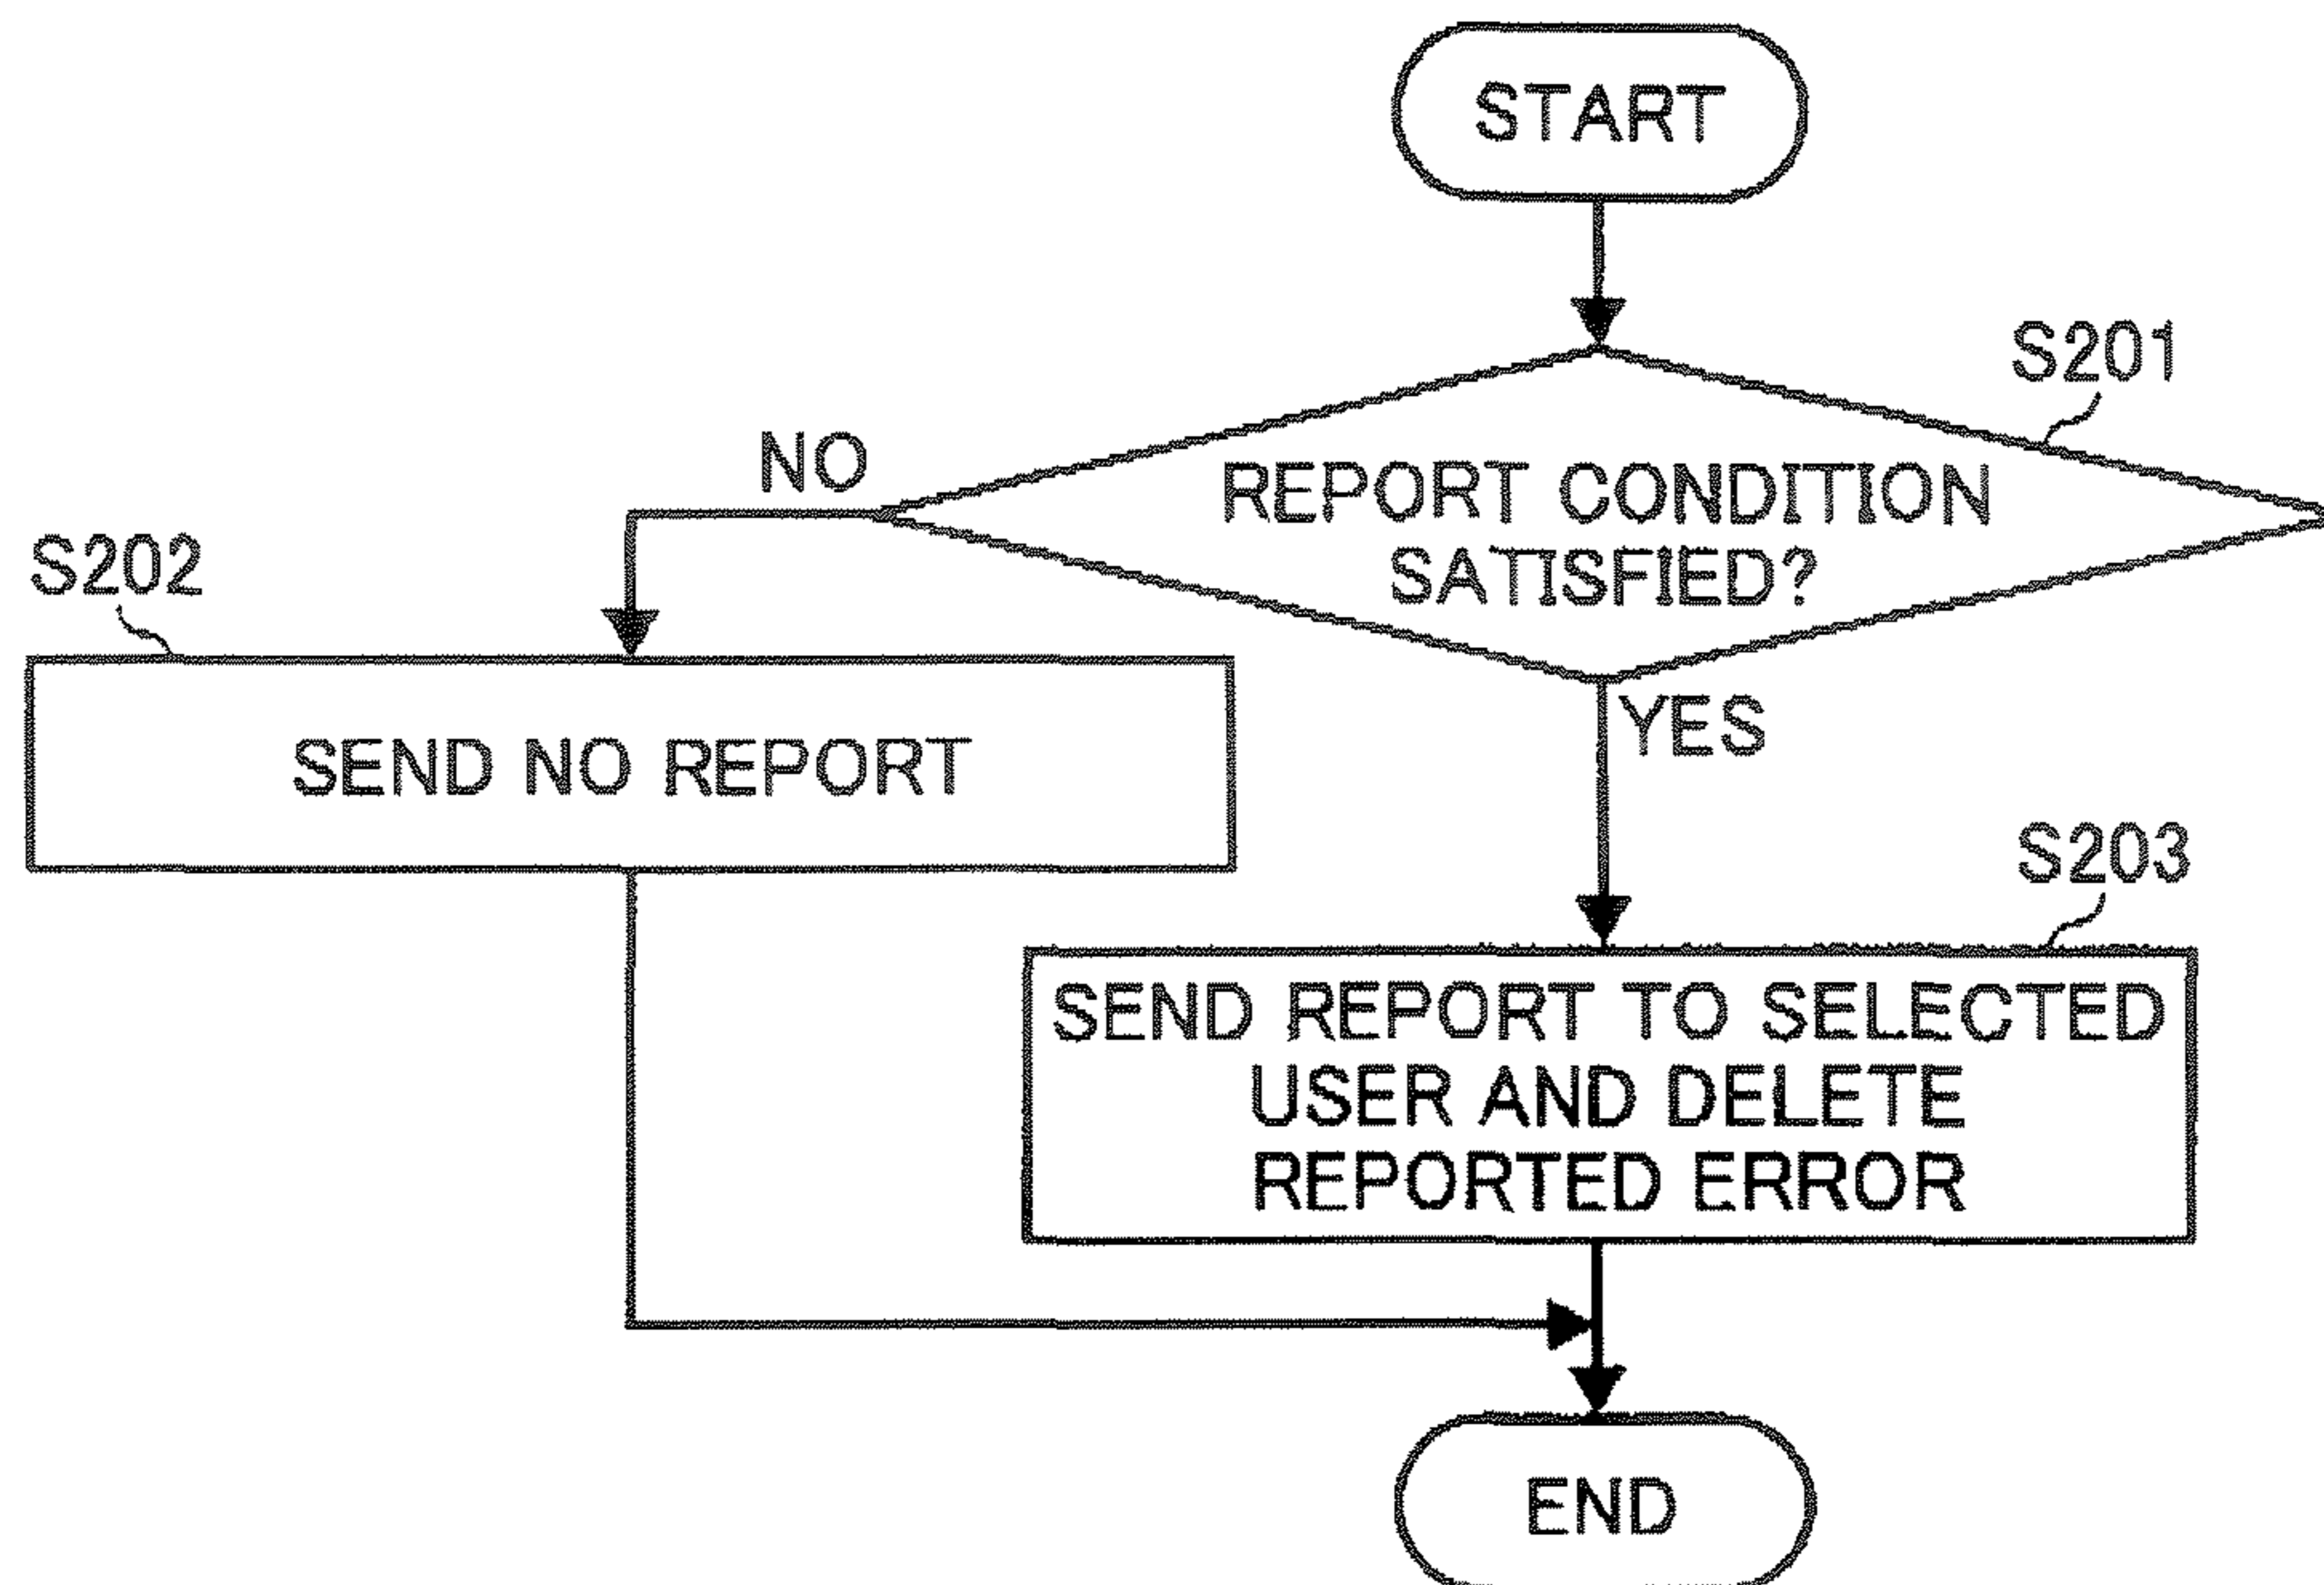 START
S201
NO
REPORT CONDITION
SATISFIED?
S202
YES
SEND NO REPORT
S203
SEND REPORT TO SELECTED
USER AND DELETE
REPORTED ERROR
END